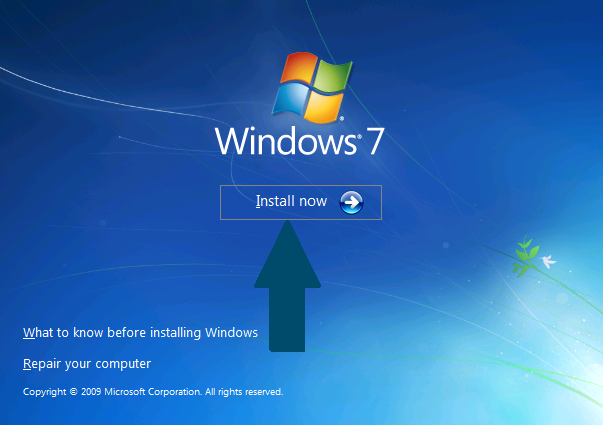 Windows® 7
Install now
What to know before installing Windows
Repair your computer
Copyright © 2009 Microsoft Corporation. All rights reserved.